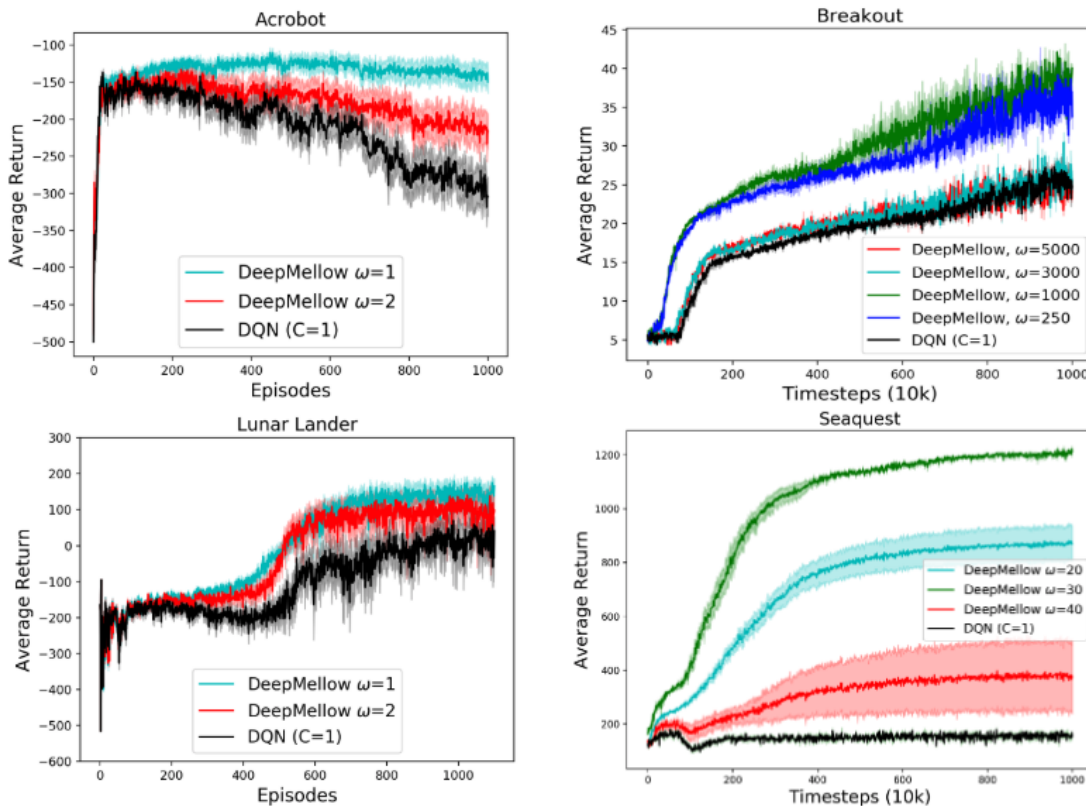 Acrobot
Average Return
−100
−150
−200
−250
−300
−350
−400
−450
−500
0
200
400
600
800
1000
Episodes
DeepMellow ω=1
DeepMellow ω=2
DQN (C=1)
Breakout
Average Return
45
40
35
30
25
20
15
10
5
0
200
400
600
800
1000
Timesteps (10k)
DeepMellow, ω=5000
DeepMellow, ω=3000
DeepMellow, ω=1000
DeepMellow, ω=250
DQN (C=1)
Lunar Lander
Average Return
300
200
100
0
−100
−200
−300
−400
−500
−600
0
200
400
600
800
1000
Episodes
DeepMellow ω=1
DeepMellow ω=2
DQN (C=1)
Seaquest
Average Return
1200
1000
800
600
400
200
0
200
400
600
800
1000
Timesteps (10k)
DeepMellow ω=20
DeepMellow ω=30
DeepMellow ω=40
DQN (C=1)